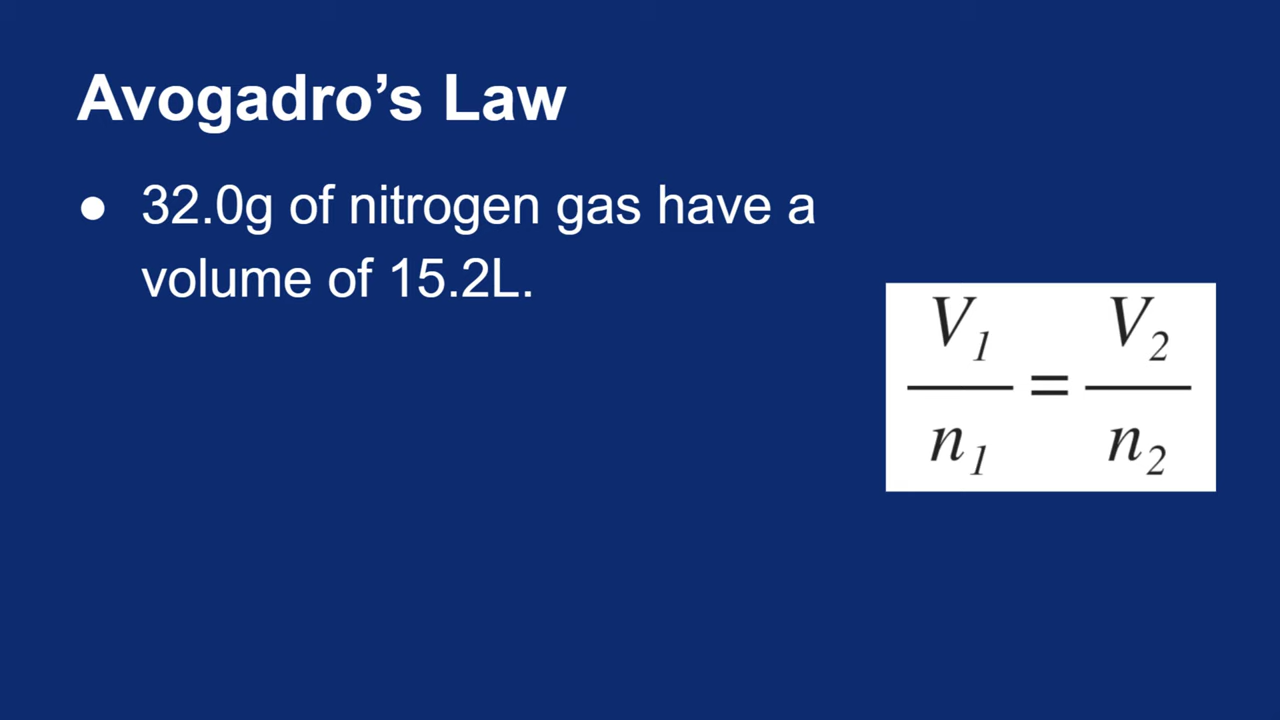 Avogadro’s Law
● 32.0g of nitrogen gas have a
volume of 15.2L.
V₁ / n₁ = V₂ / n₂